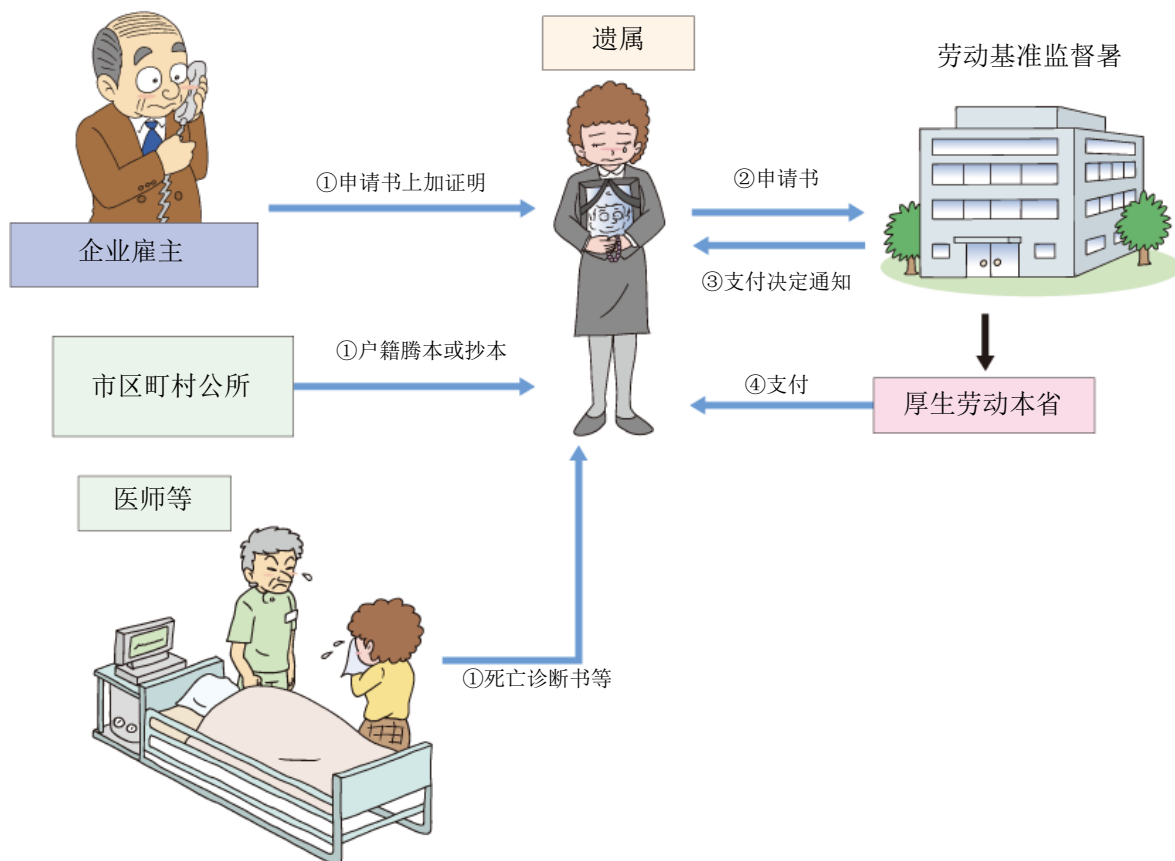 遗属
劳动基准监督署
①申请书上加证明
②申请书
企业雇主
③支付决定通知
①户籍腾本或抄本
市区町村公所
④支付
厚生劳动本省
医师等
①死亡诊断书等